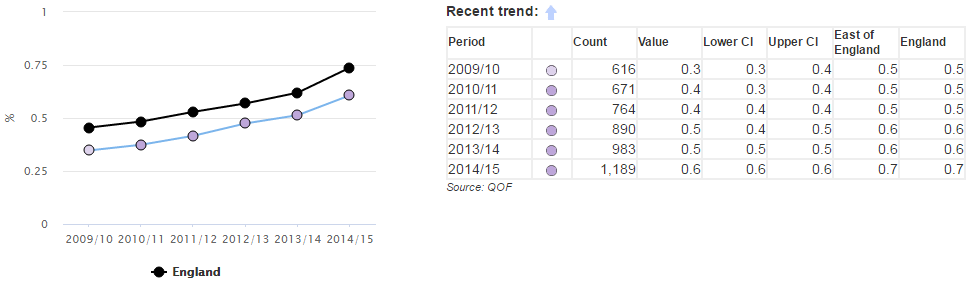 1
0.75
0.5
0.25
0
%
2009/10 2010/11 2011/12 2012/13 2013/14 2014/15
England
Recent trend:
Period Count Value Lower CI Upper CI East of England England
2009/10 616 0.3 0.3 0.4 0.5 0.5
2010/11 671 0.4 0.3 0.4 0.5 0.5
2011/12 764 0.4 0.4 0.4 0.5 0.5
2012/13 890 0.5 0.4 0.5 0.6 0.6
2013/14 983 0.5 0.5 0.5 0.6 0.6
2014/15 1,189 0.6 0.6 0.6 0.7 0.7
Source: QOF